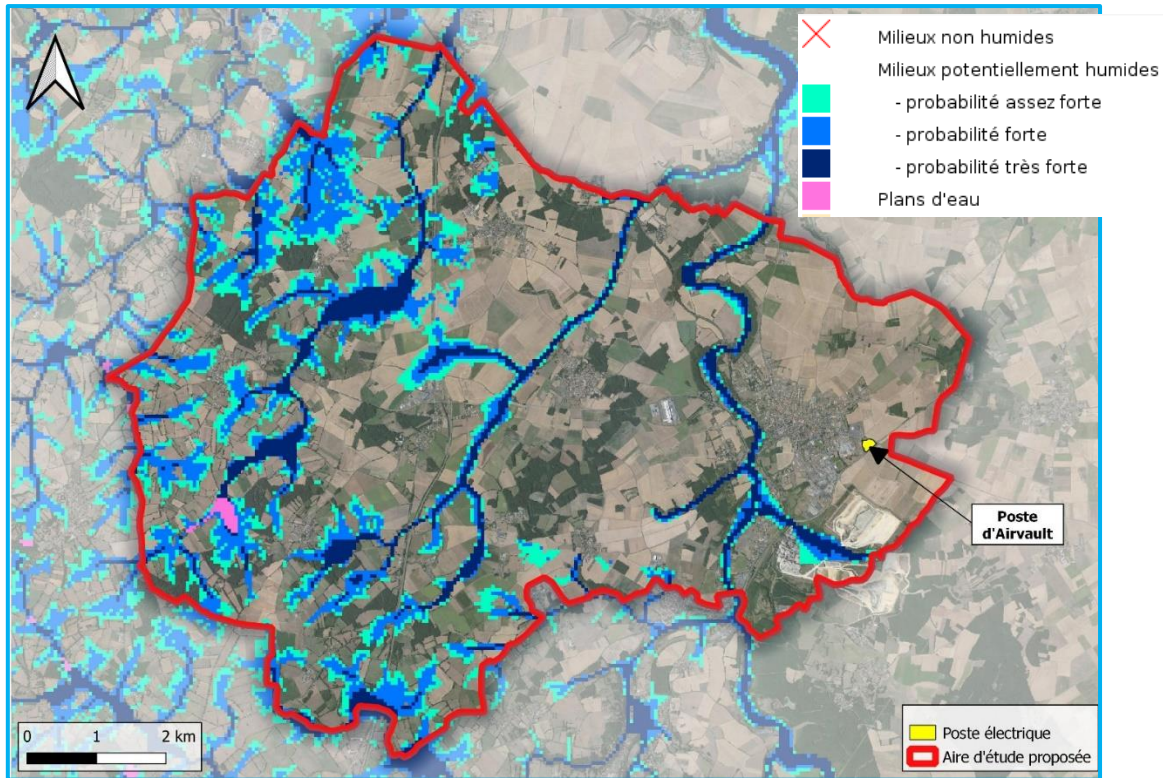 Milieux non humides
Milieux potentiellement humides
- probabilité assez forte
- probabilité forte
- probabilité très forte
Plans d'eau
Poste
d'Airvault
0 1 2 km
Poste électrique
Aire d'étude proposée